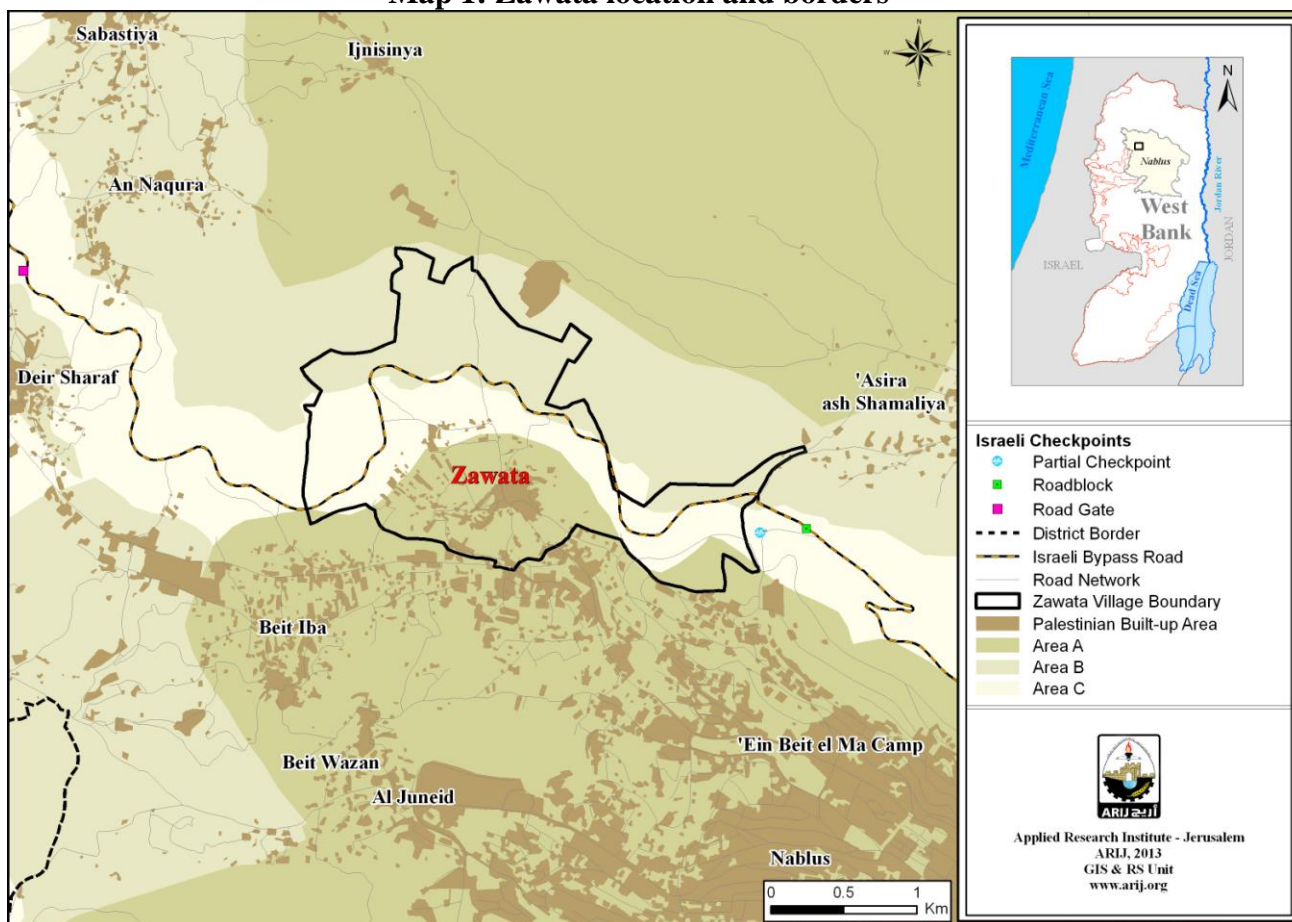 Map 1: Zawata location and borders
Sabastiya
Ijnisinya
An Naqura
Deir Sharaf
'Asira
ash Shamaliya
Zawata
Beit Iba
Beit Wazan
Al Juneid
'Ein Beit el Ma Camp
Nablus
N
E
S
W
0 0.5 1
Km
N
Mediterranean Sea
Nablus
West
Bank
Jordan River
JORDAN
ISRAEL
Dead Sea
Israeli Checkpoints
Partial Checkpoint
Roadblock
Road Gate
District Border
Israeli Bypass Road
Road Network
Zawata Village Boundary
Palestinian Built-up Area
Area A
Area B
Area C
ARIJ أريج
Applied Research Institute - Jerusalem
ARIJ, 2013
GIS & RS Unit
www.arij.org